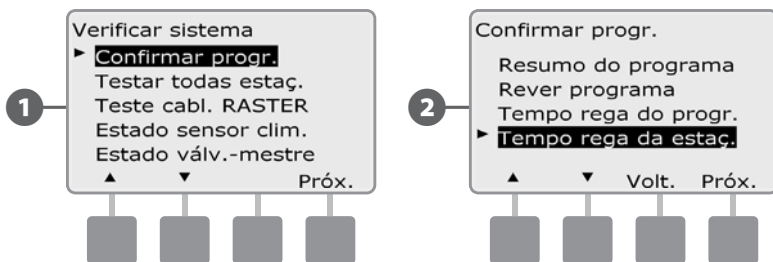 1
Verificar sistema
► Confirmar progr.
Testar todas estaç.
Teste cabl. RASTER
Estado sensor clim.
Estado válv.-mestre
▲ ▼ Próx.
2
Confirmar progr.
Resumo do programa
Rever programa
Tempo rega do progr.
► Tempo rega da estaç.
▲ ▼ Volt. Próx.